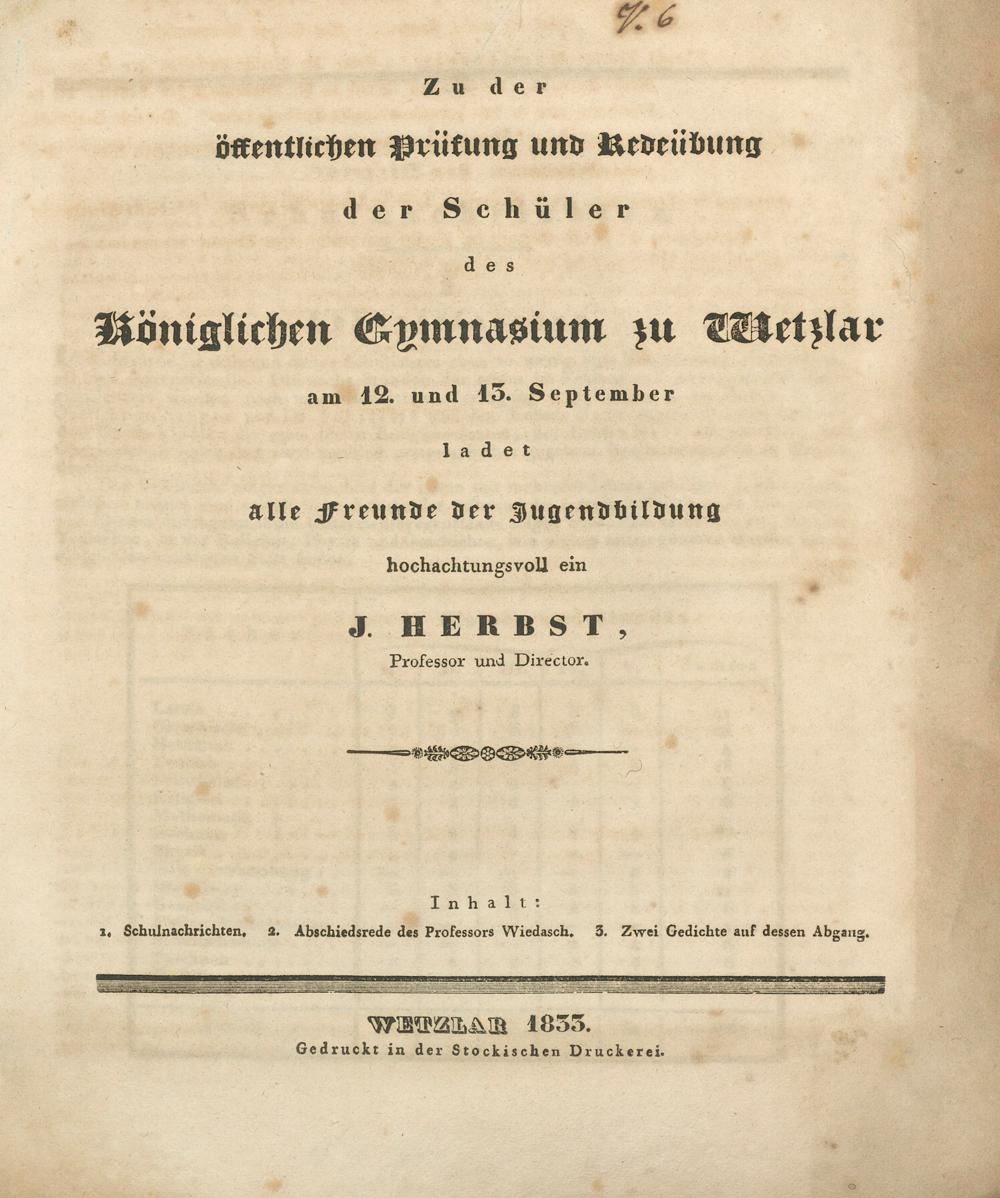 V. 6
Zu der
öffentlichen Prüfung und Redeübung
der Schüler
des
Königlichen Gymnasium zu Wetzlar
am 12. und 13. September
ladet
alle Freunde der Jugendbildung
hochachtungsvoll ein
J. HERBST,
Professor und Director.
Inhalt:
1. Schulnachrichten. 2. Abschiedsrede des Professors Wiedasch. 3. Zwei Gedichte auf dessen Abgang.
WETZLAR 1833.
Gedruckt in der Stockischen Druckerei.